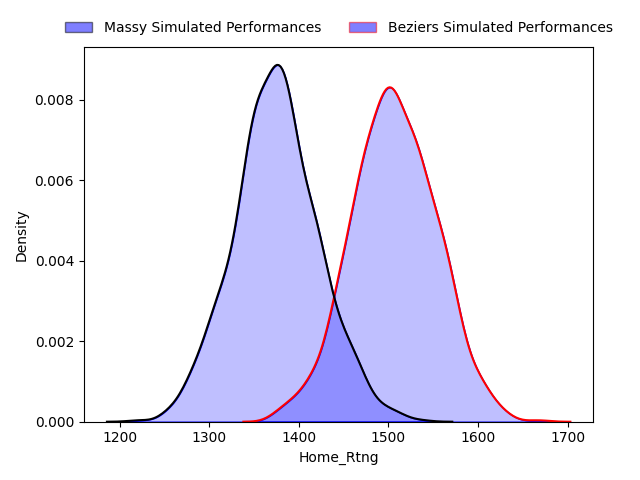 Massy Simulated Performances Beziers Simulated Performances
0.008
0.006
0.004
0.002
0.000
Density
1200 1300 1400 1500 1600 1700
Home_Rtng